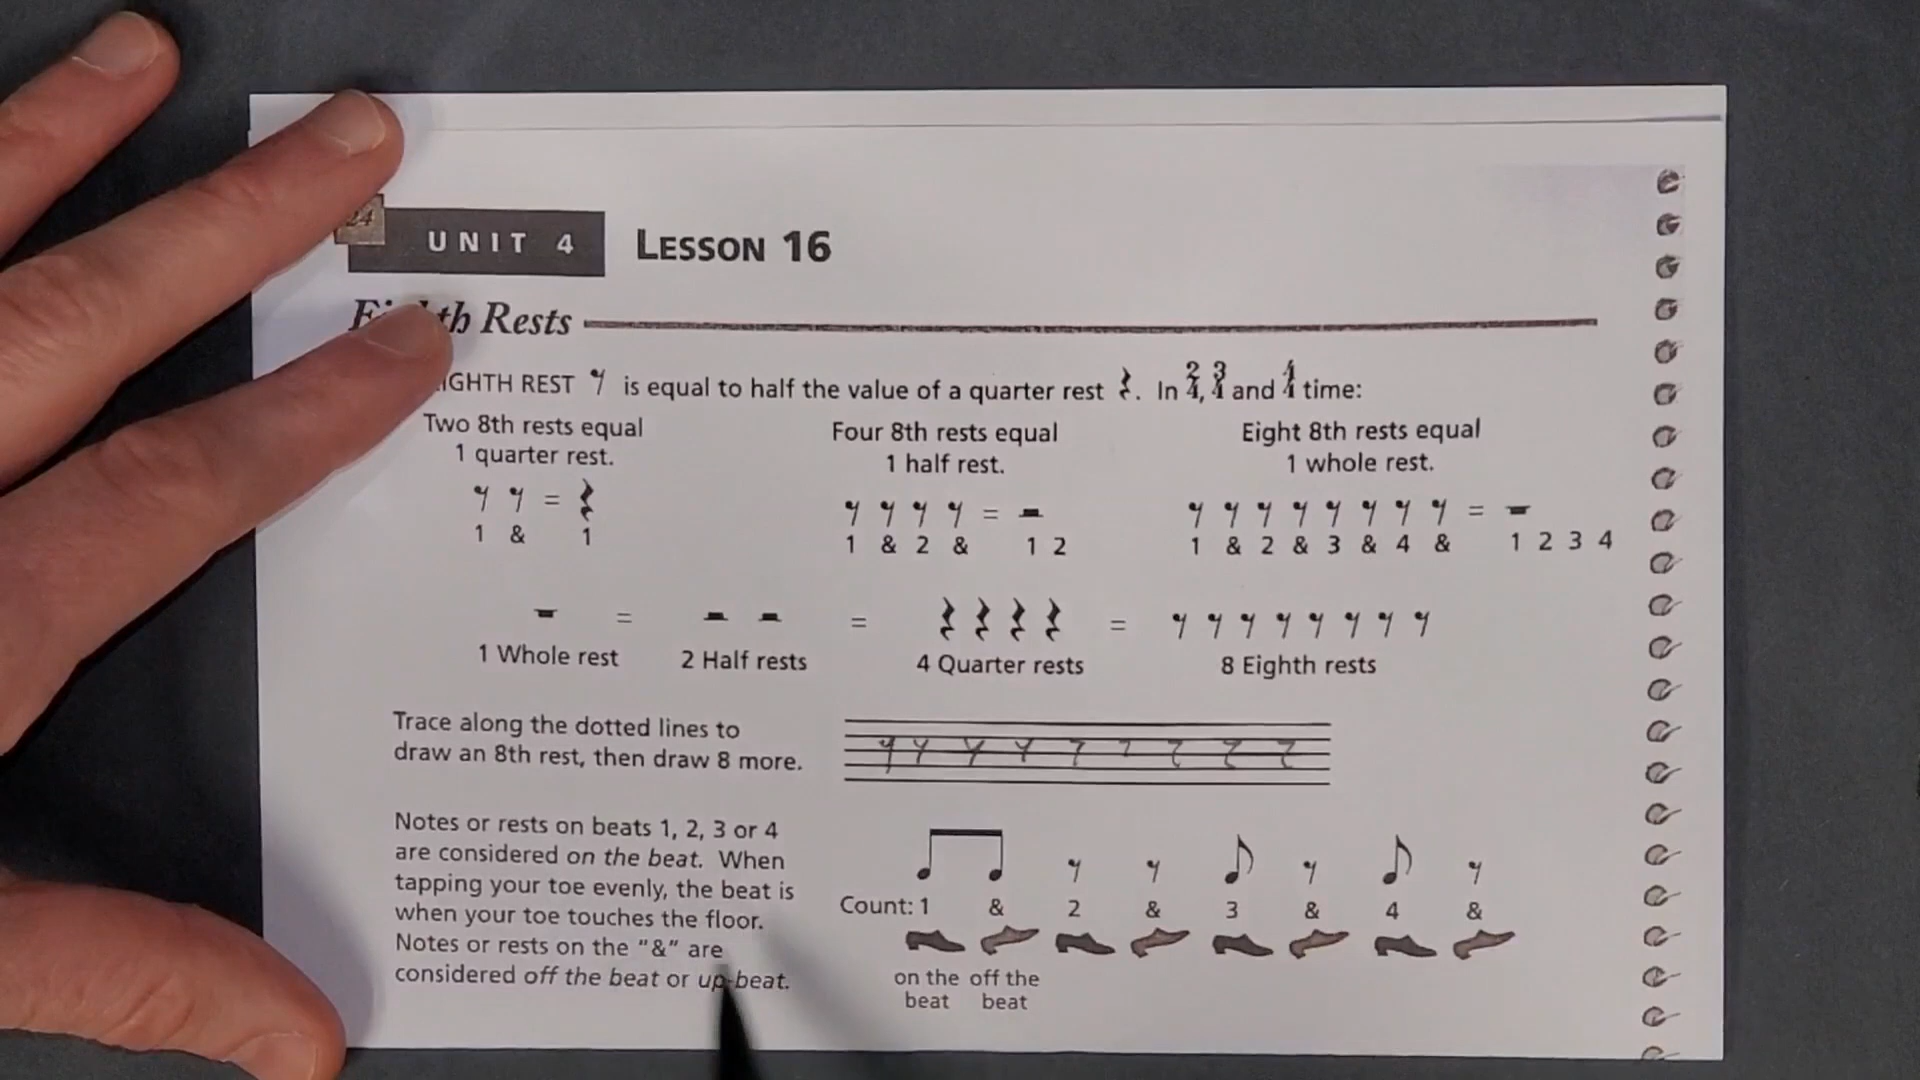 24
UNIT 4 LESSON 16
th Rests
IGHTH REST is equal to half the value of a quarter rest . In 2/4, 3/4 and 4/4 time:
Two 8th rests equal
1 quarter rest.
=
1 & 1
Four 8th rests equal
1 half rest.
=
1 & 2 & 1 2
Eight 8th rests equal
1 whole rest.
=
1 & 2 & 3 & 4 & 1 2 3 4
= = =
1 Whole rest 2 Half rests 4 Quarter rests 8 Eighth rests
Trace along the dotted lines to
draw an 8th rest, then draw 8 more.
Notes or rests on beats 1, 2, 3 or 4
are considered on the beat. When
tapping your toe evenly, the beat is
when your toe touches the floor.
Notes or rests on the "&" are
considered off the beat or up-beat.
Count: 1 & 2 & 3 & 4 &
on the off the
beat beat